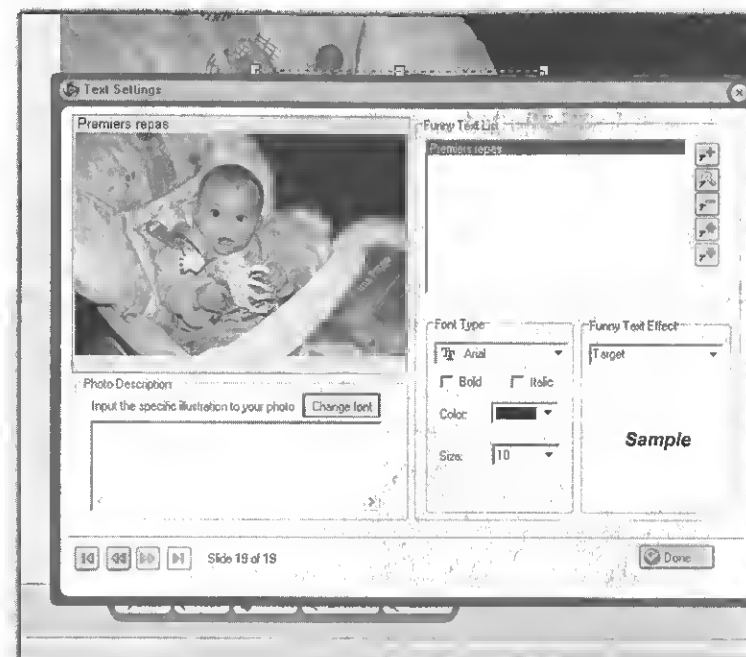 Text Settings
Premiers repas
Funny Text List
Premiers repas
Font Type
Arial
Bold
Italic
Color:
Size:
10
Funny Text Effect
Target
Sample
Photo Description
Input the specific illustration to your photo
Change font
Slide 19 of 19
Done